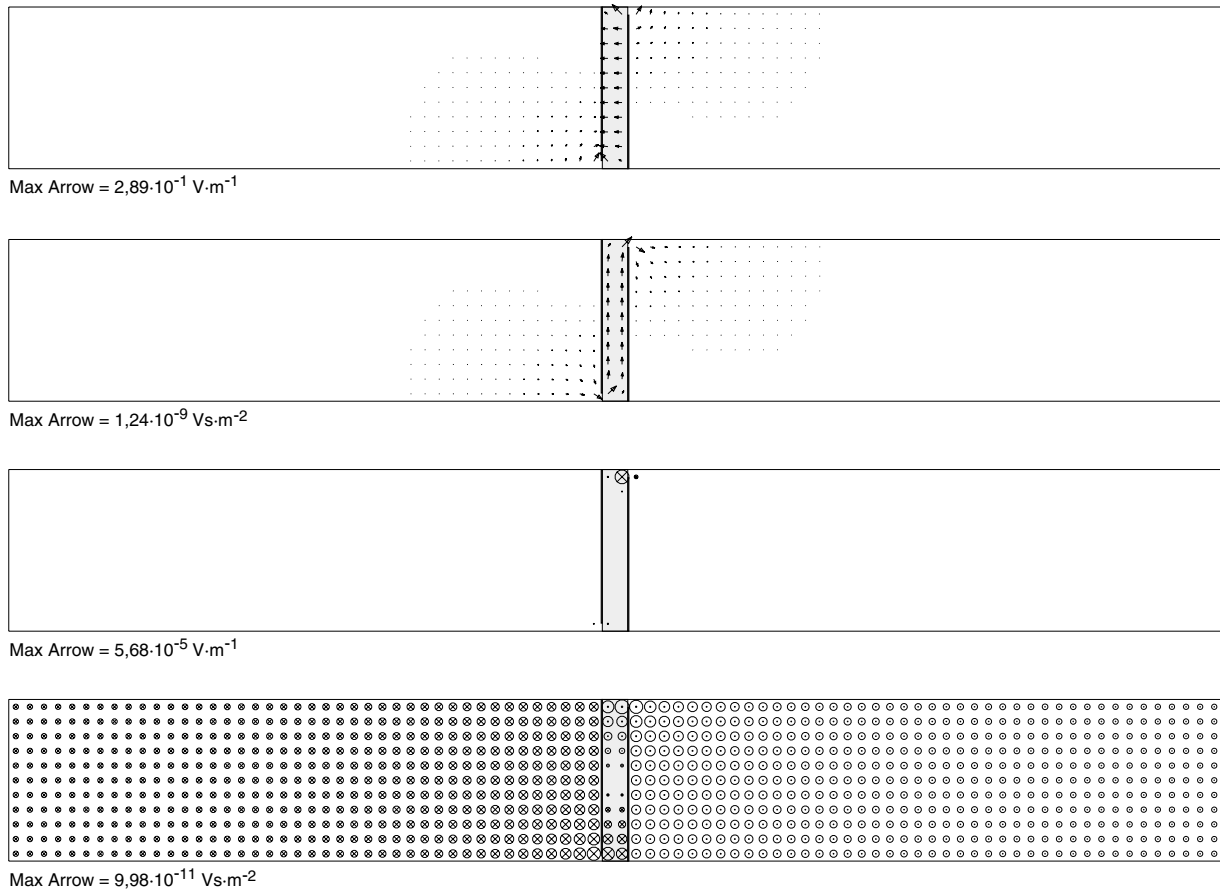 Max Arrow = 2,89·10⁻¹ V·m⁻¹
Max Arrow = 1,24·10⁻⁹ Vs·m⁻²
Max Arrow = 5,68·10⁻⁵ V·m⁻¹
Max Arrow = 9,98·10⁻¹¹ Vs·m⁻²